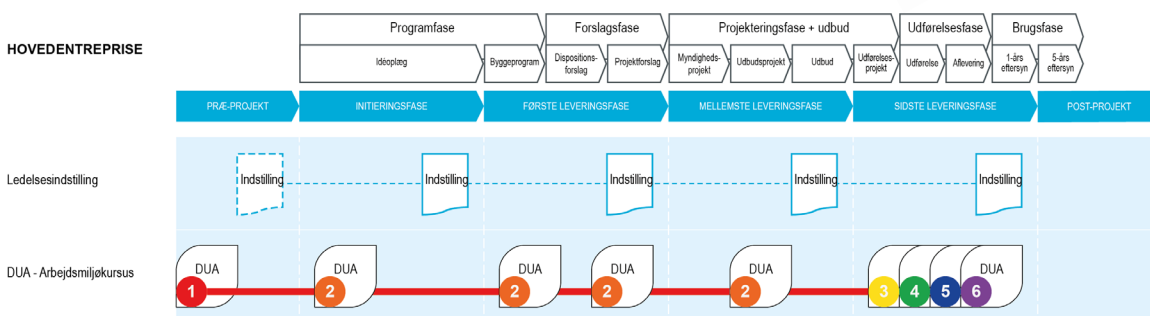 Programfase
Forslagsfase
Projekteringsfase + udbud
Udførelsesfase
Brugsfase
HOVEDENTREPRISE
Idéoplæg
Byggeprogram
Dispositions-
forslag
Projektforslag
Myndigheds-
projekt
Udbudsprojekt
Udbud
Udførelses-
projekt
Udførelse
Aflevering
1-års
eftersyn
5-års
eftersyn
PRÆ-PROJEKT
INITIERINGSFASE
FØRSTE LEVERINGSFASE
MELLEMSTE LEVERINGSFASE
SIDSTE LEVERINGSFASE
POST-PROJEKT
Ledelsesindstilling
Indstilling
Indstilling
Indstilling
Indstilling
Indstilling
DUA - Arbejdsmiljøkursus
DUA
DUA
DUA
DUA
DUA
DUA
1
2
2
2
2
3
4
5
6